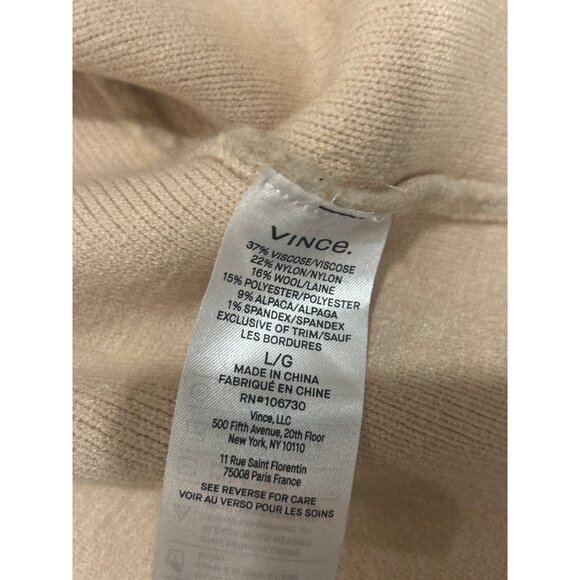 VINCE.
37% VISCOSE/VISCOSE
22% NYLON/NYLON
16% WOOL/LAINE
15% POLYESTER/POLYESTER
9% ALPACA/ALPAGA
1% SPANDEX/SPANDEX
EXCLUSIVE OF TRIM/SAUF
LES BORDURES
L/G
MADE IN CHINA
FABRIQUÉ EN CHINE
RN#106730
Vince, LLC
500 Fifth Avenue, 20th Floor
New York, NY 10110
11 Rue Saint Florentin
75008 Paris France
SEE REVERSE FOR CARE
VOIR AU VERSO POUR LES SOINS